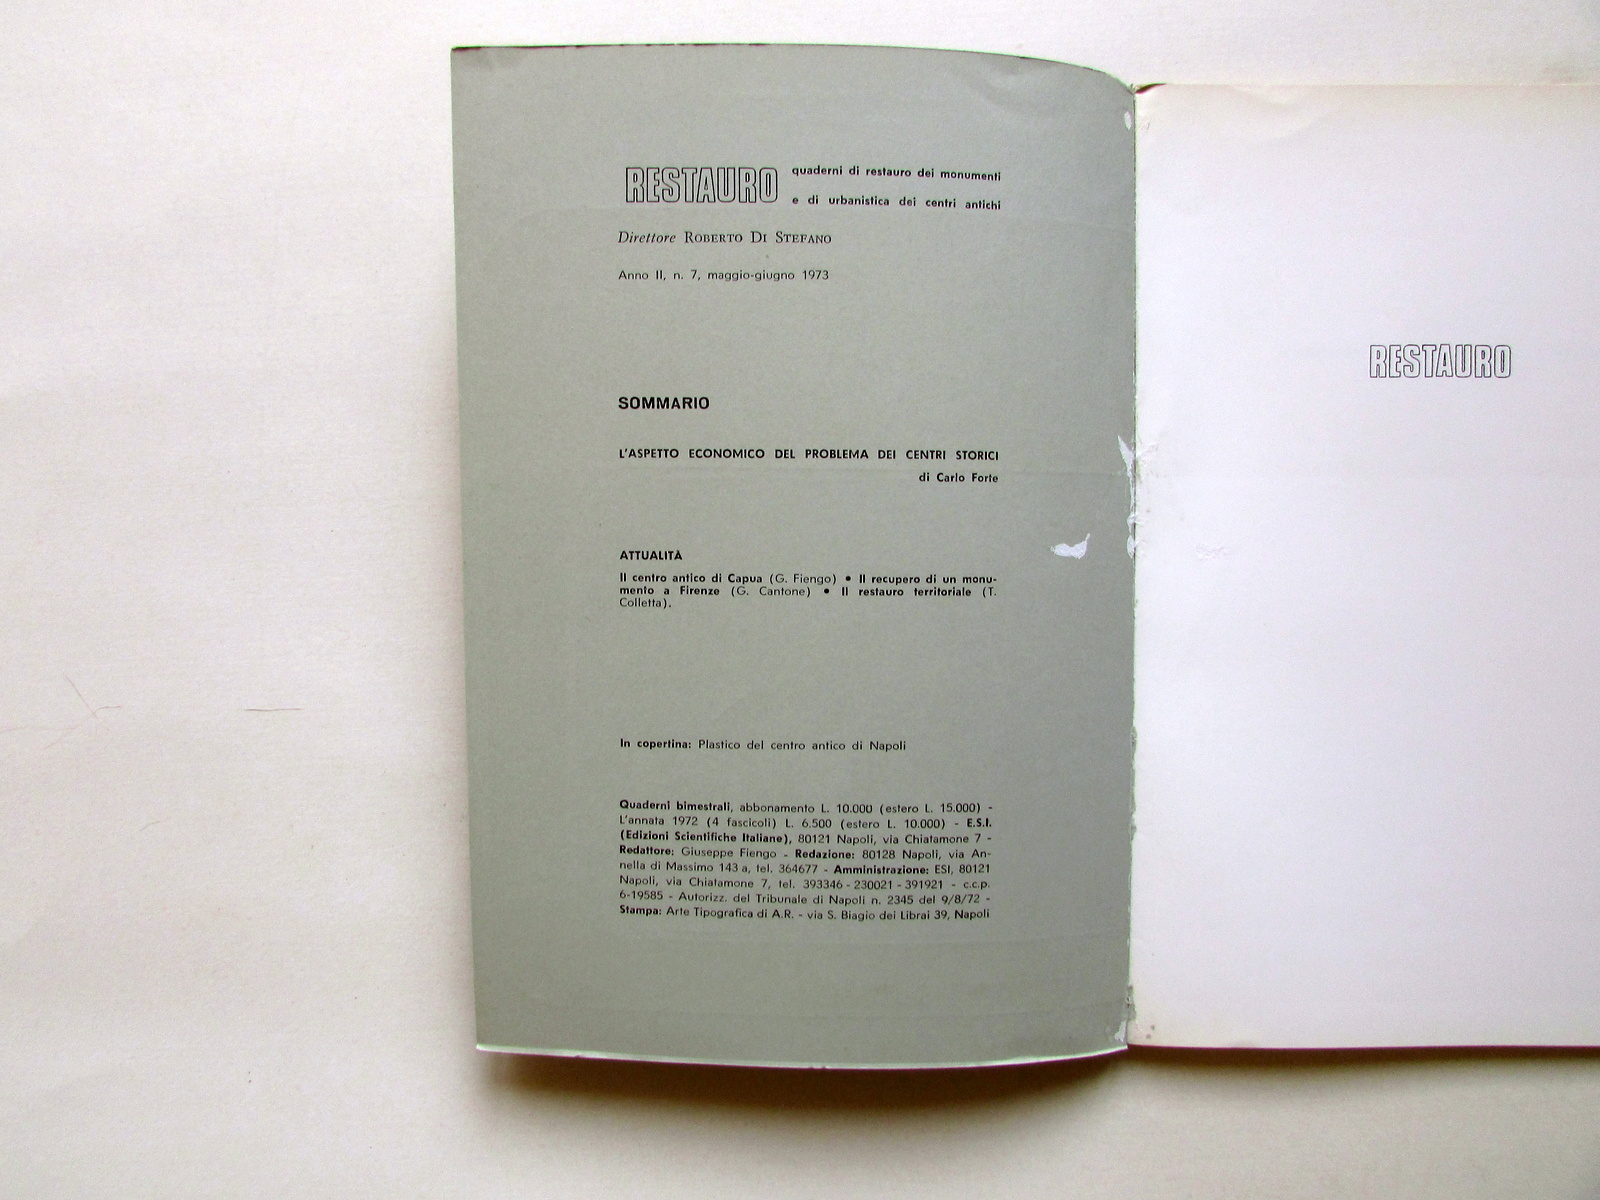 RESTAURO
quaderni di restauro dei monumenti
e di urbanistica dei centri antichi
Direttore ROBERTO DI STEFANO
Anno II, n. 7, maggio-giugno 1973
SOMMARIO
L'ASPETTO ECONOMICO DEL PROBLEMA DEI CENTRI STORICI
di Carlo Forte
ATTUALITÀ
Il centro antico di Capua (G. Fiengo) • Il recupero di un monu-
mento a Firenze (G. Cantone) • Il restauro territoriale (T.
Colletta).
In copertina: Plastico del centro antico di Napoli
Quaderni bimestrali, abbonamento L. 10.000 (estero L. 15.000) -
L'annata 1972 (4 fascicoli) L. 6.500 (estero L. 10.000) - E.S.I.
(Edizioni Scientifiche Italiane), 80121 Napoli, via Chiatamone 7 -
Redattore: Giuseppe Fiengo - Redazione: 80128 Napoli, via An-
nella di Massimo 143 a, tel. 364677 - Amministrazione: ESI, 80121
Napoli, via Chiatamone 7, tel. 393346 - 230021 - 391921 - c.c.p.
6-19585 - Autorizz. del Tribunale di Napoli n. 2345 del 9/8/72 -
Stampa: Arte Tipografica di A.R. - via S. Biagio dei Librai 39, Napoli
RESTAURO